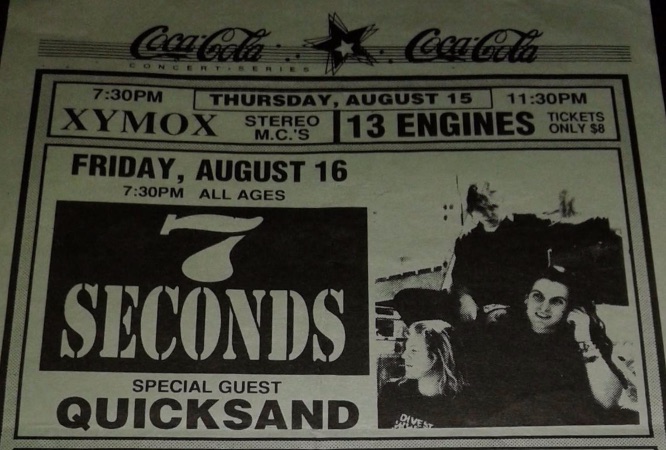 Coca-Cola Coca-Cola
CONCERT SERIES
7:30PM THURSDAY, AUGUST 15 11:30PM
XYMOX STEREO M.C.'S 13 ENGINES TICKETS ONLY $8
FRIDAY, AUGUST 16
7:30PM ALL AGES
7
SECONDS
SPECIAL GUEST
QUICKSAND